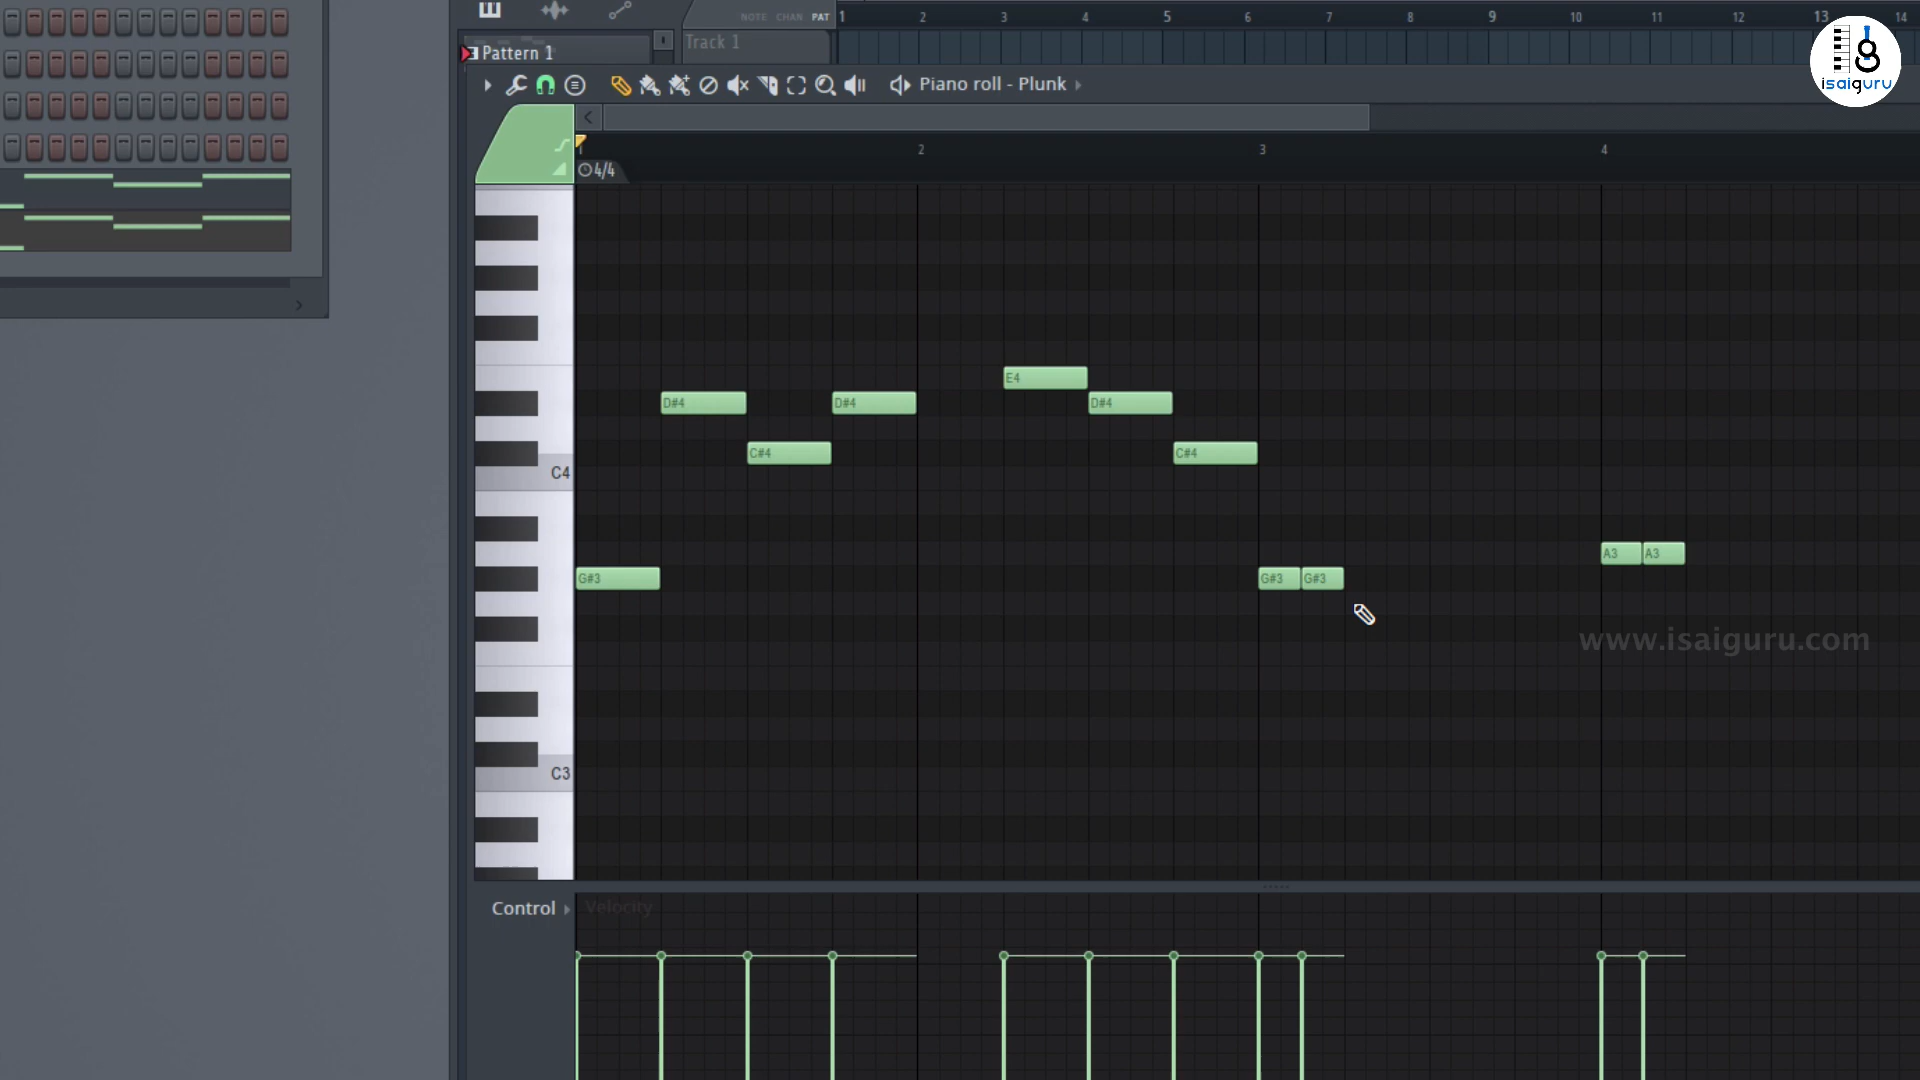 NOTE CHAN PAT
1 2 3 4 5 6 7 8 9 10 11 12 13 14
Pattern 1
Track 1
Piano roll - Plunk
isaiguru
1 2 3 4
4/4
E4
D#4 D#4 D#4
C#4 C#4
C4
A3 A3
G#3 G#3 G#3
www.isaiguru.com
C3
Control Velocity